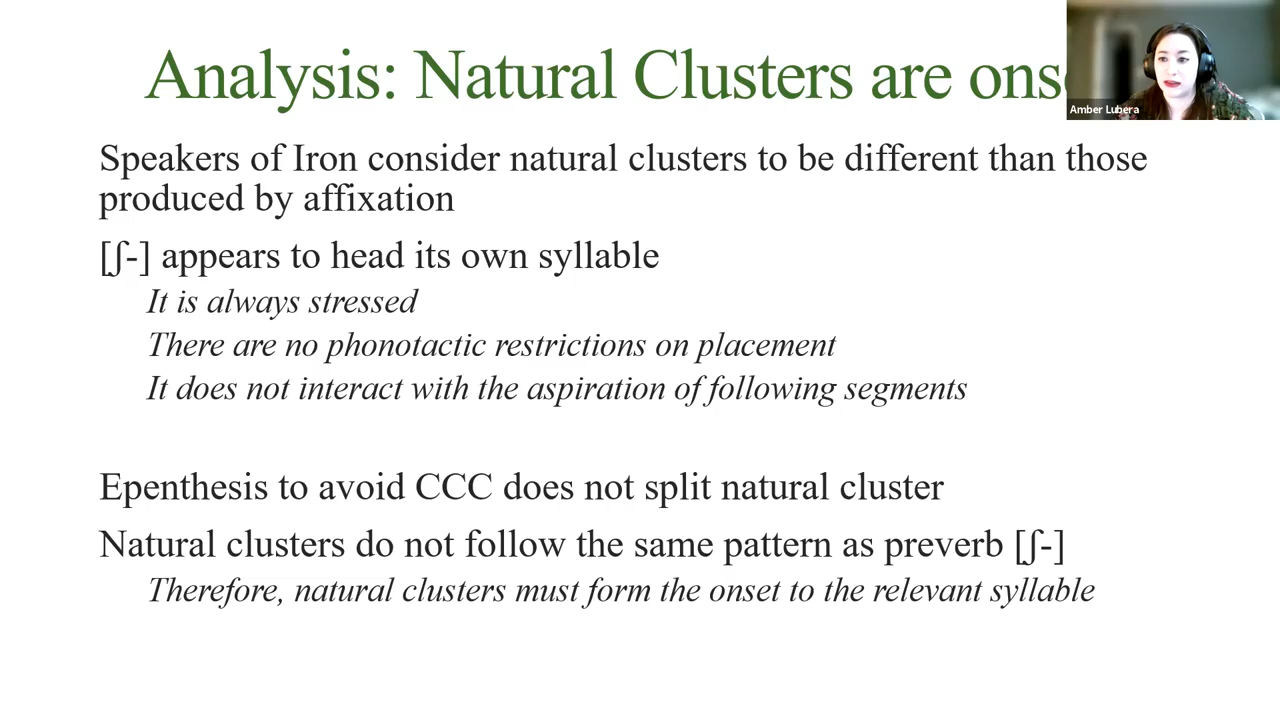 Analysis: Natural Clusters are
Amber Lubera
Speakers of Iron consider natural clusters to be different than those
produced by affixation
[ʃ-] appears to head its own syllable
It is always stressed
There are no phonotactic restrictions on placement
It does not interact with the aspiration of following segments
Epenthesis to avoid CCC does not split natural cluster
Natural clusters do not follow the same pattern as preverb [ʃ-]
Therefore, natural clusters must form the onset to the relevant syllable